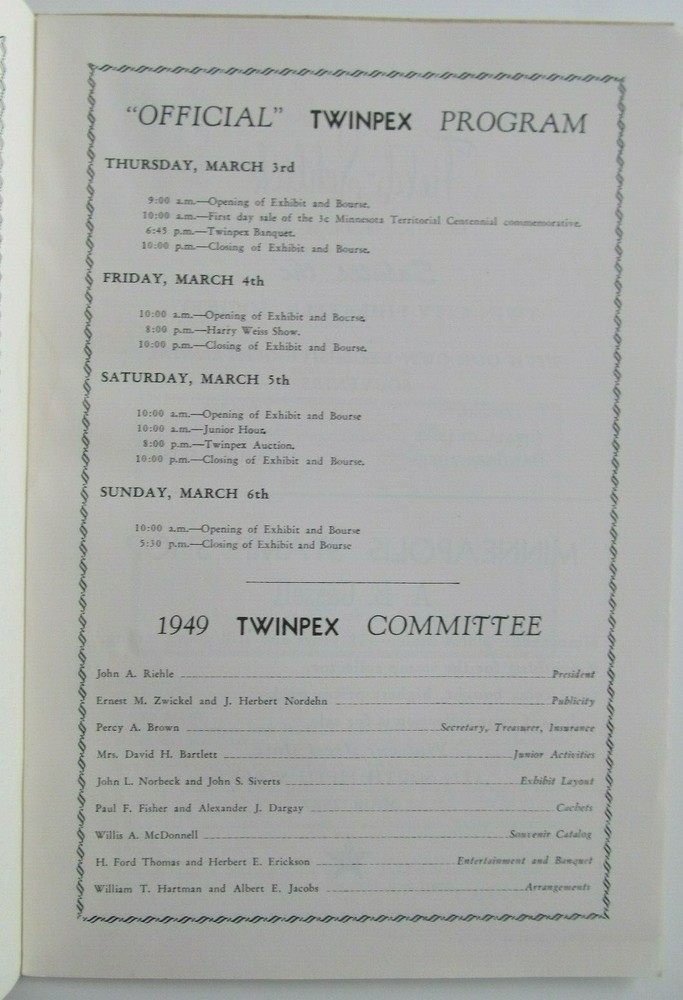 "OFFICIAL" TWINPEX PROGRAM
THURSDAY, MARCH 3rd
9:00 a.m.—Opening of Exhibit and Bourse.
10:00 a.m.—First day sale of the 3c Minnesota Territorial Centennial commemorative.
6:45 p.m.—Twinpex Banquet.
10:00 p.m.—Closing of Exhibit and Bourse.
FRIDAY, MARCH 4th
10:00 a.m.—Opening of Exhibit and Bourse.
8:00 p.m.—Harry Weiss Show.
10:00 p.m.—Closing of Exhibit and Bourse.
SATURDAY, MARCH 5th
10:00 a.m.—Opening of Exhibit and Bourse
10:00 a.m.—Junior Hour.
8:00 p.m.—Twinpex Auction.
10:00 p.m.—Closing of Exhibit and Bourse.
SUNDAY, MARCH 6th
10:00 a.m.—Opening of Exhibit and Bourse
5:30 p.m.—Closing of Exhibit and Bourse
1949 TWINPEX COMMITTEE
John A. Riehle President
Ernest M. Zwickel and J. Herbert Nordehn Publicity
Percy A. Brown Secretary, Treasurer, Insurance
Mrs. David H. Bartlett Junior Activities
John L. Norbeck and John S. Siverts Exhibit Layout
Paul F. Fisher and Alexander J. Dargay Cachets
Willis A. McDonnell Souvenir Catalog
H. Ford Thomas and Herbert E. Erickson Entertainment and Banquet
William T. Hartman and Albert E. Jacobs Arrangements